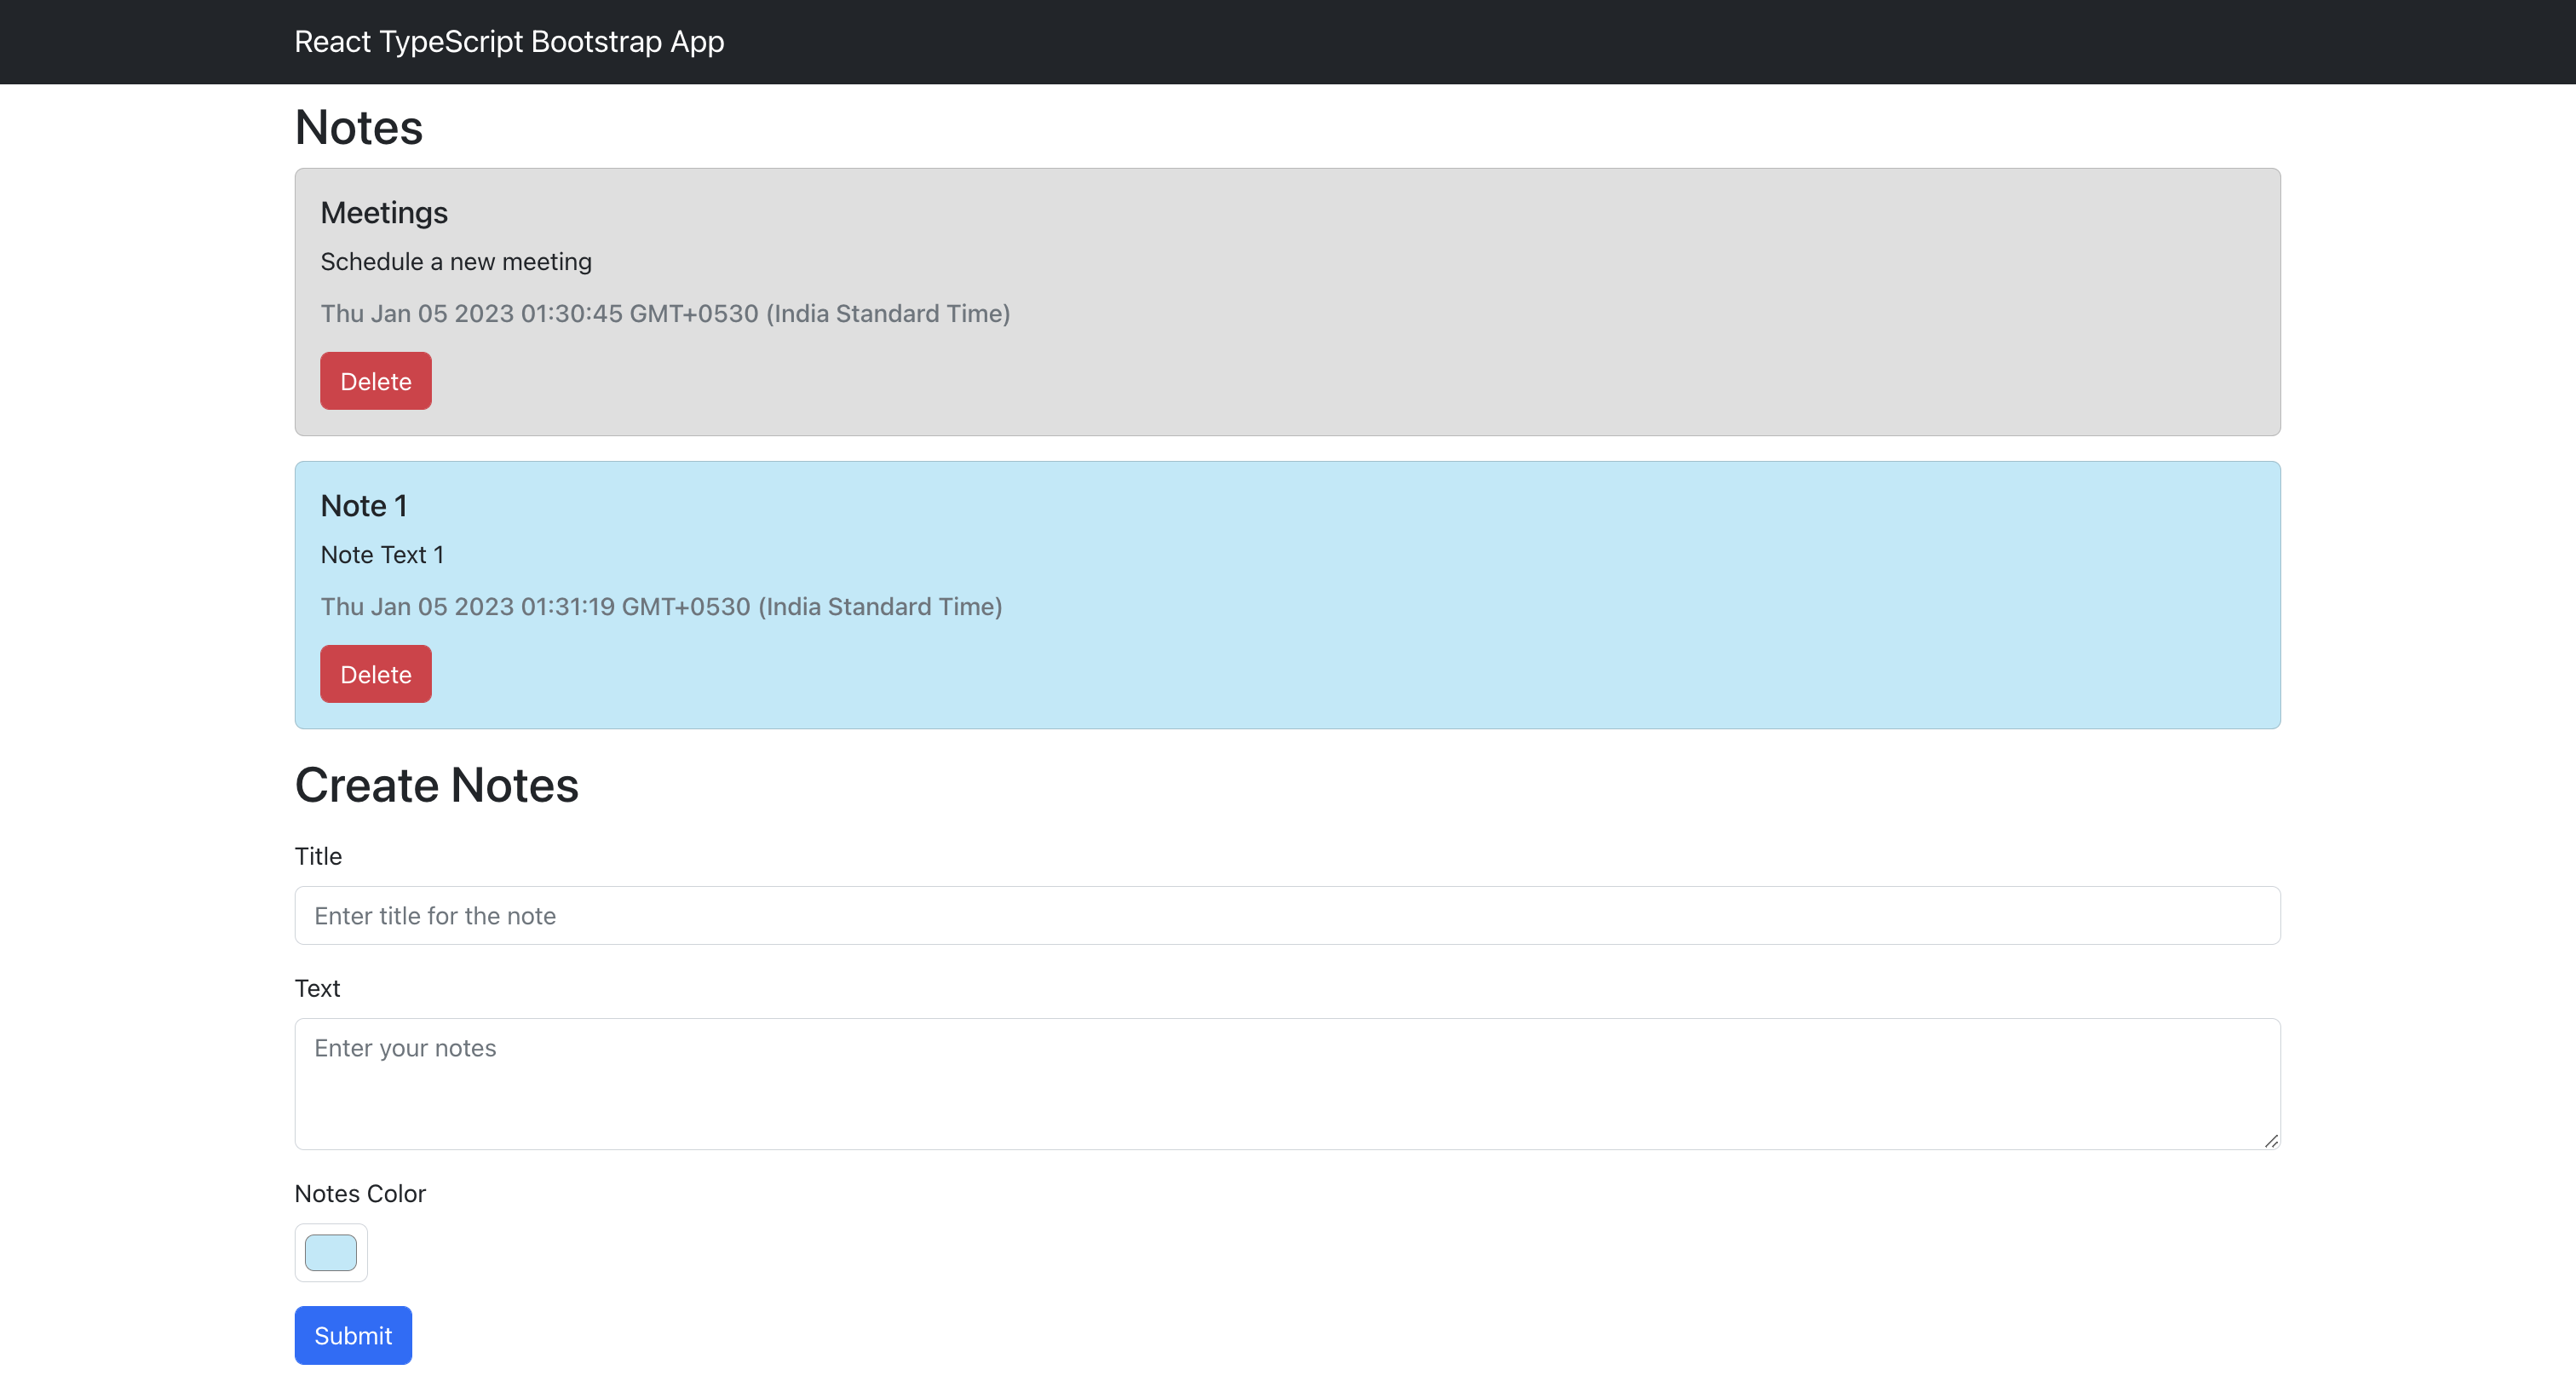 React TypeScript Bootstrap App
Notes
Meetings
Schedule a new meeting
Thu Jan 05 2023 01:30:45 GMT+0530 (India Standard Time)
Delete
Note 1
Note Text 1
Thu Jan 05 2023 01:31:19 GMT+0530 (India Standard Time)
Delete
Create Notes
Title
Enter title for the note
Text
Enter your notes
Notes Color
Submit